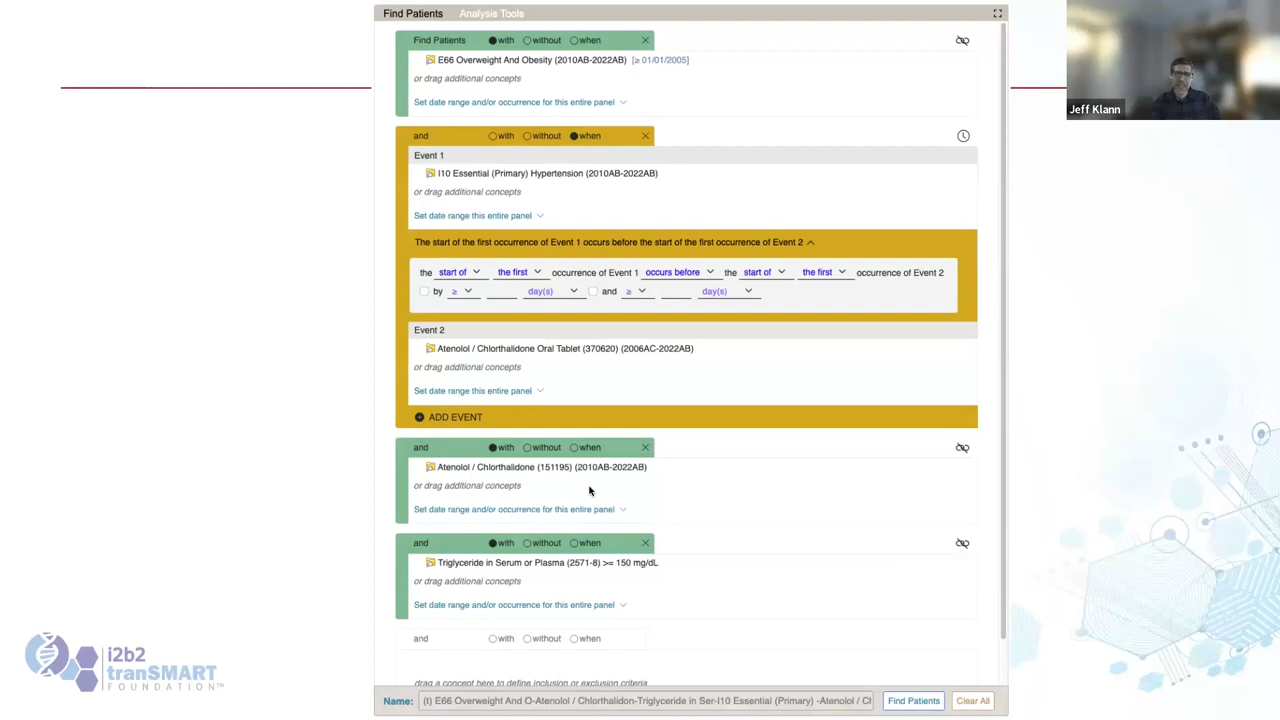 Find Patients Analysis Tools
Find Patients with without when
E66 Overweight And Obesity (2010AB-2022AB) [≥ 01/01/2005]
or drag additional concepts
Set date range and/or occurrence for this entire panel
and with without when
Event 1
I10 Essential (Primary) Hypertension (2010AB-2022AB)
or drag additional concepts
Set date range this entire panel
The start of the first occurrence of Event 1 occurs before the start of the first occurrence of Event 2
the start of the first occurrence of Event 1 occurs before the start of the first occurrence of Event 2
by ≥ day(s) and ≥ day(s)
Event 2
Atenolol / Chlorthalidone Oral Tablet (370620) (2006AC-2022AB)
or drag additional concepts
Set date range this entire panel
ADD EVENT
and with without when
Atenolol / Chlorthalidone (151195) (2010AB-2022AB)
or drag additional concepts
Set date range and/or occurrence for this entire panel
and with without when
Triglyceride in Serum or Plasma (2571-8) >= 150 mg/dL
or drag additional concepts
Set date range and/or occurrence for this entire panel
and with without when
drag a concept here to define inclusion or exclusion criteria
Name: (t) E66 Overweight And O-Atenolol / Chlorthalidon-Triglyceride in Ser-I10 Essential (Primary) -Atenolol / Cl
Find Patients Clear All
Jeff Klann
i2b2
tranSMART
FOUNDATION™